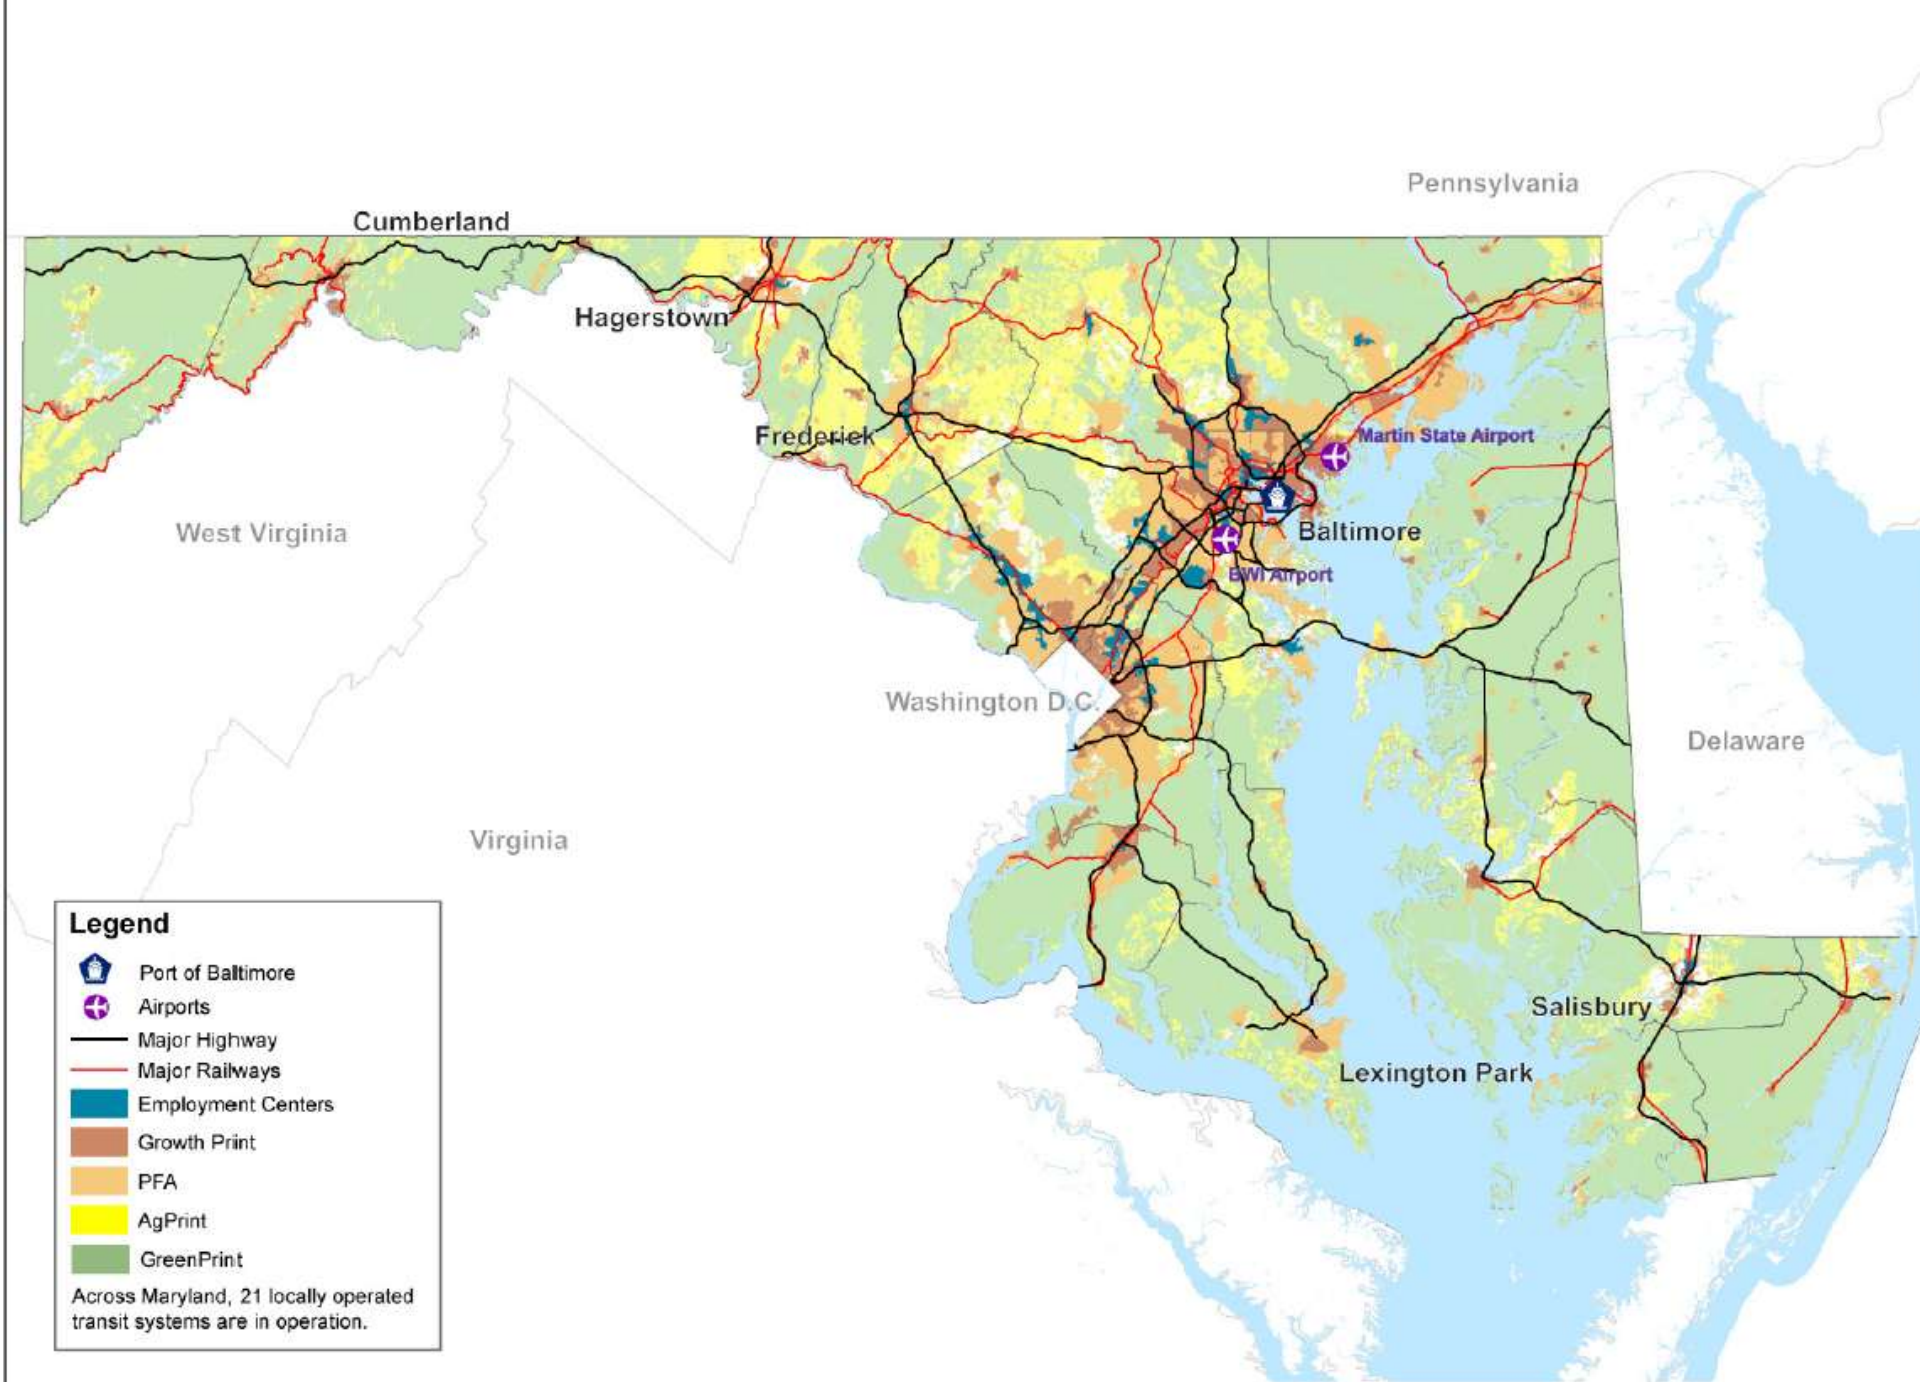 Pennsylvania
Cumberland
Hagerstown
Frederick
Martin State Airport
Baltimore
BWI Airport
West Virginia
Washington D.C.
Delaware
Virginia
Salisbury
Lexington Park
Legend
Port of Baltimore
Airports
Major Highway
Major Railways
Employment Centers
Growth Print
PFA
AgPrint
GreenPrint
Across Maryland, 21 locally operated
transit systems are in operation.